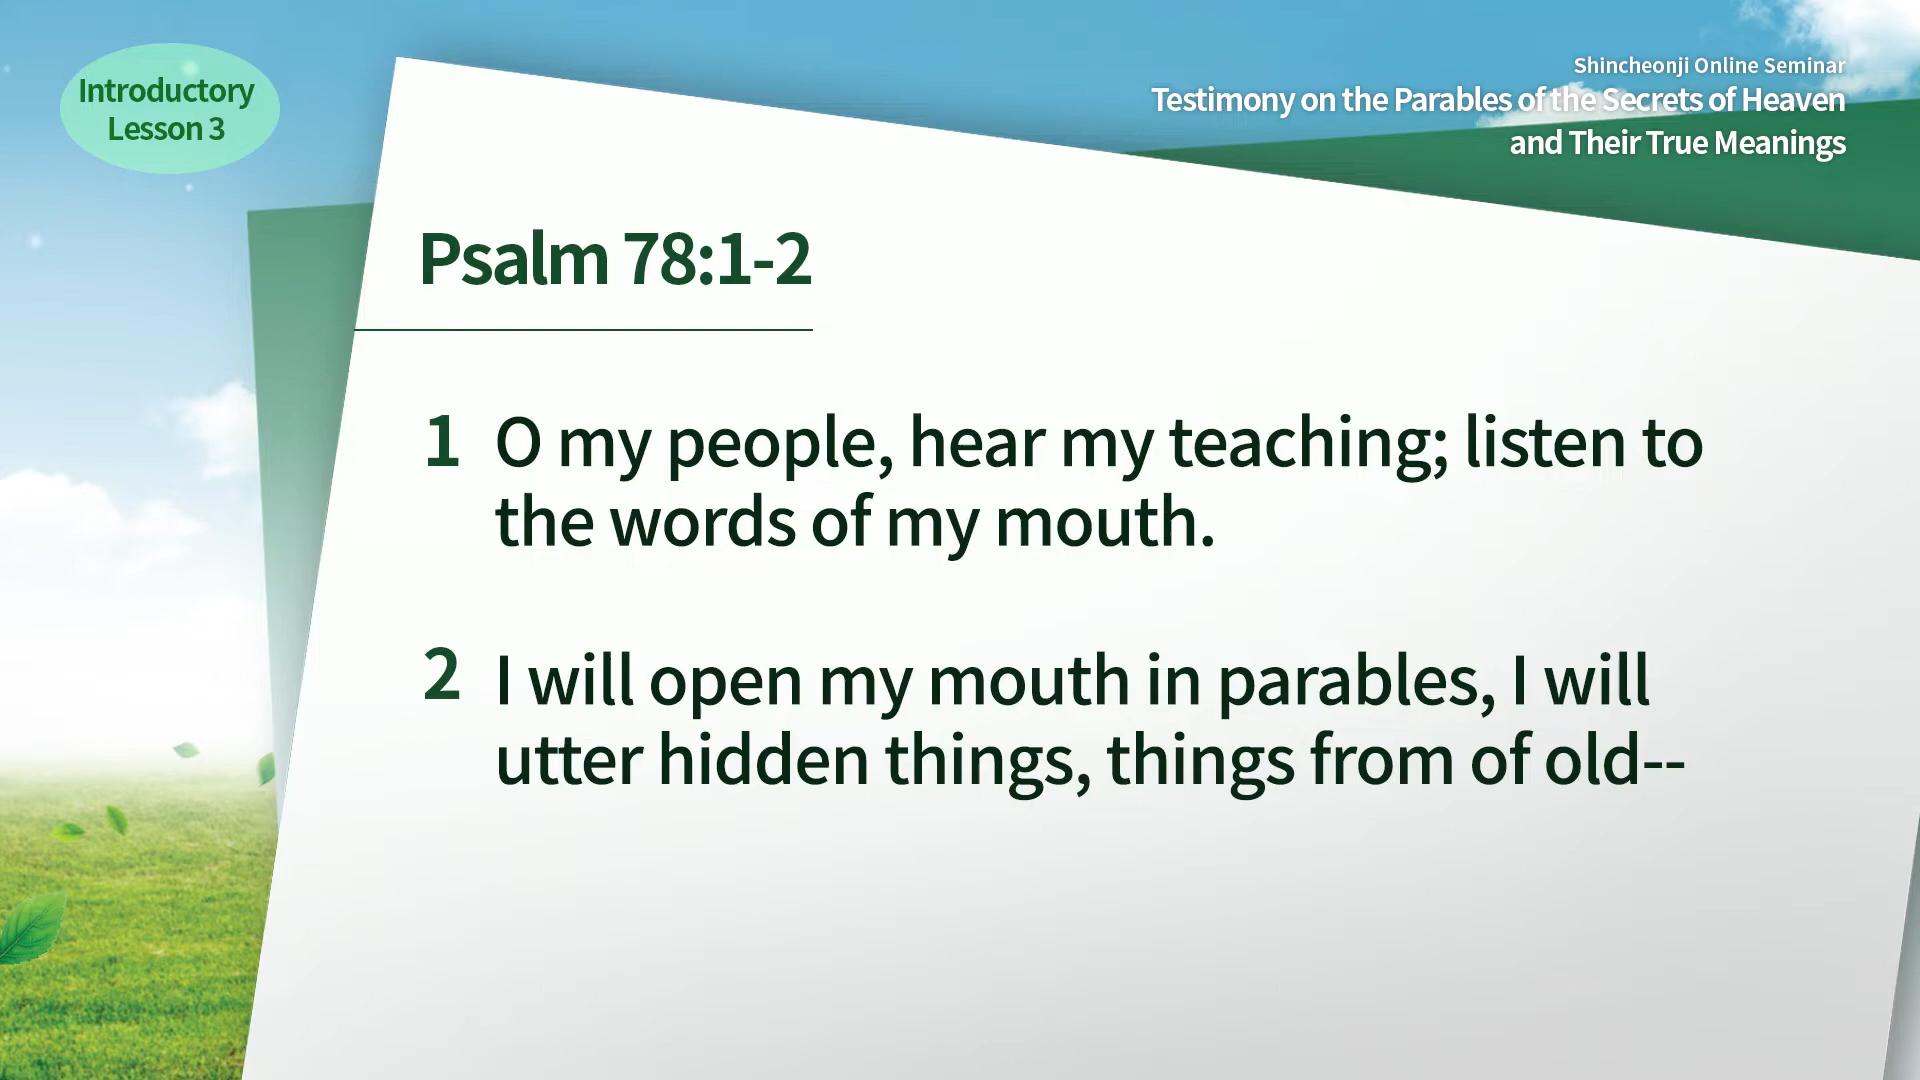 Introductory
Lesson 3
Shincheonji Online Seminar
Testimony on the Parables of the Secrets of Heaven
and Their True Meanings
Psalm 78:1-2
1 O my people, hear my teaching; listen to
the words of my mouth.
2 I will open my mouth in parables, I will
utter hidden things, things from of old--